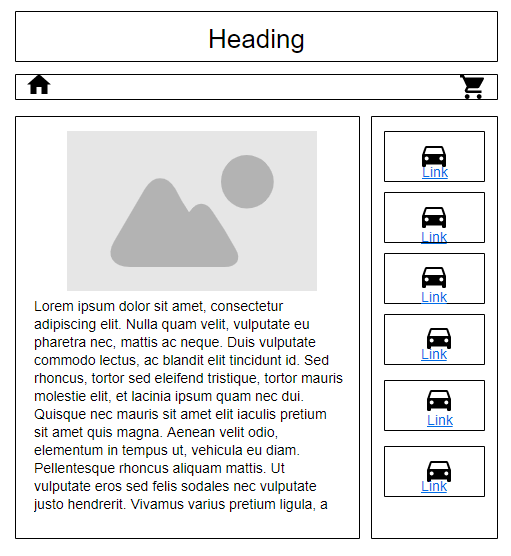 Heading
Lorem ipsum dolor sit amet, consectetur
adipiscing elit. Nulla quam velit, vulputate eu
pharetra nec, mattis ac neque. Duis vulputate
commodo lectus, ac blandit elit tincidunt id. Sed
rhoncus, tortor sed eleifend tristique, tortor mauris
molestie elit, et lacinia ipsum quam nec dui.
Quisque nec mauris sit amet elit iaculis pretium
sit amet quis magna. Aenean velit odio,
elementum in tempus ut, vehicula eu diam.
Pellentesque rhoncus aliquam mattis. Ut
vulputate eros sed felis sodales nec vulputate
justo hendrerit. Vivamus varius pretium ligula, a
Link
Link
Link
Link
Link
Link